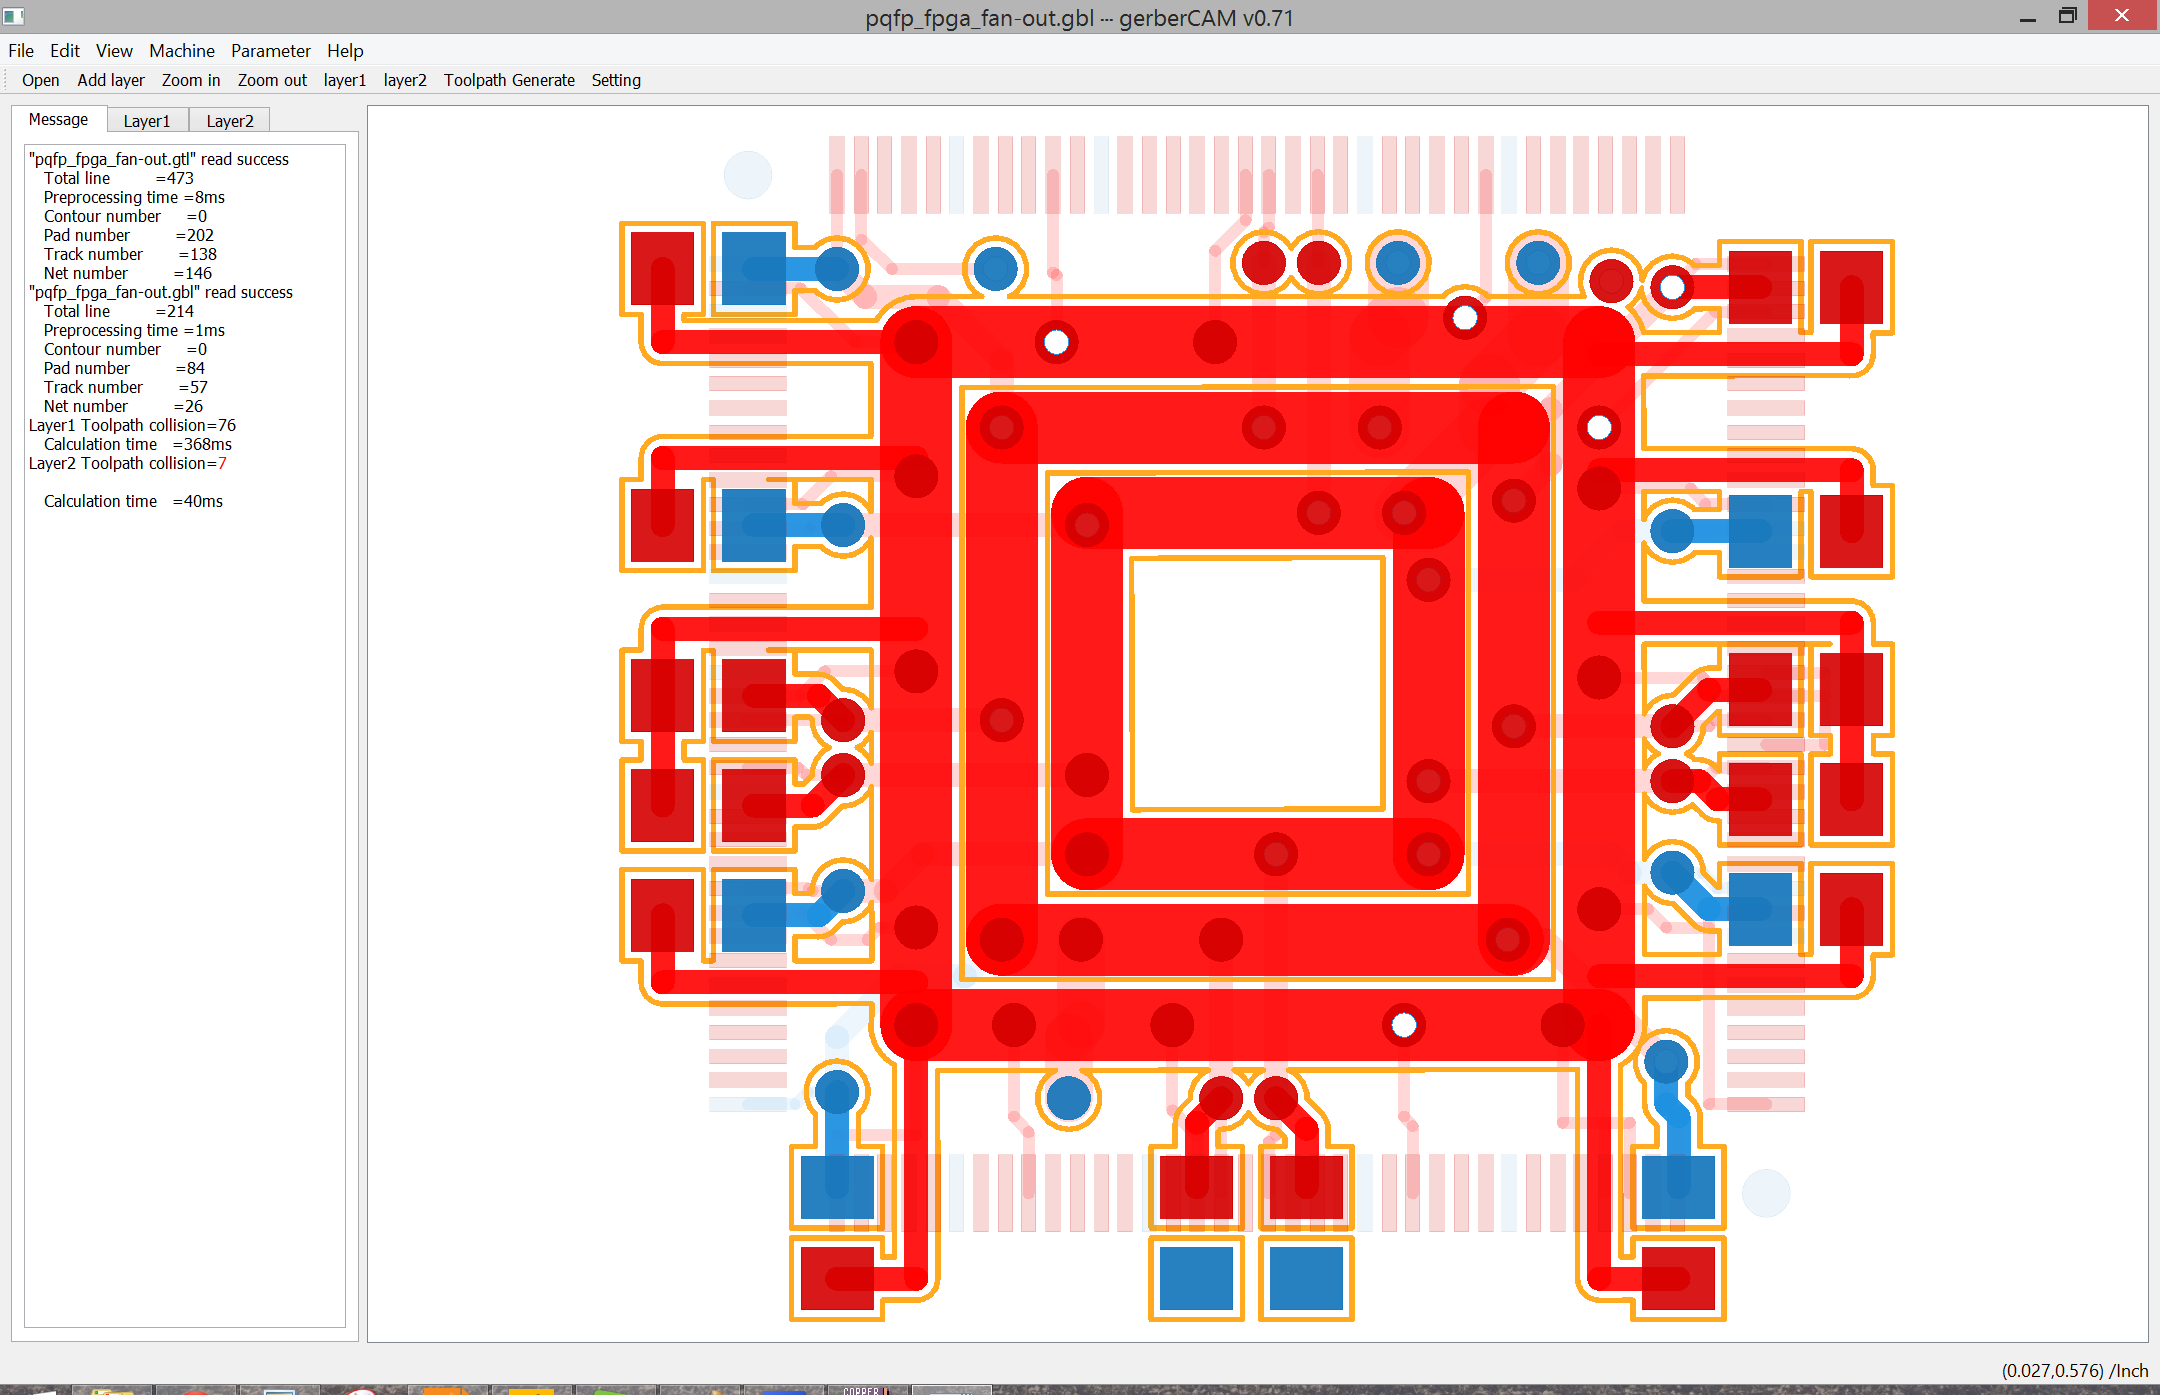 pqfp_fpga_fan-out.gbl --- gerberCAM v0.71
File Edit View Machine Parameter Help
Open Add layer Zoom in Zoom out layer1 layer2 Toolpath Generate Setting
Message Layer1 Layer2
"pqfp_fpga_fan-out.gtl" read success
Total line =473
Preprocessing time =8ms
Contour number =0
Pad number =202
Track number =138
Net number =146
"pqfp_fpga_fan-out.gbl" read success
Total line =214
Preprocessing time =1ms
Contour number =0
Pad number =84
Track number =57
Net number =26
Layer1 Toolpath collision=76
Calculation time =368ms
Layer2 Toolpath collision=7
Calculation time =40ms
(0.027,0.576) /Inch
COPPER